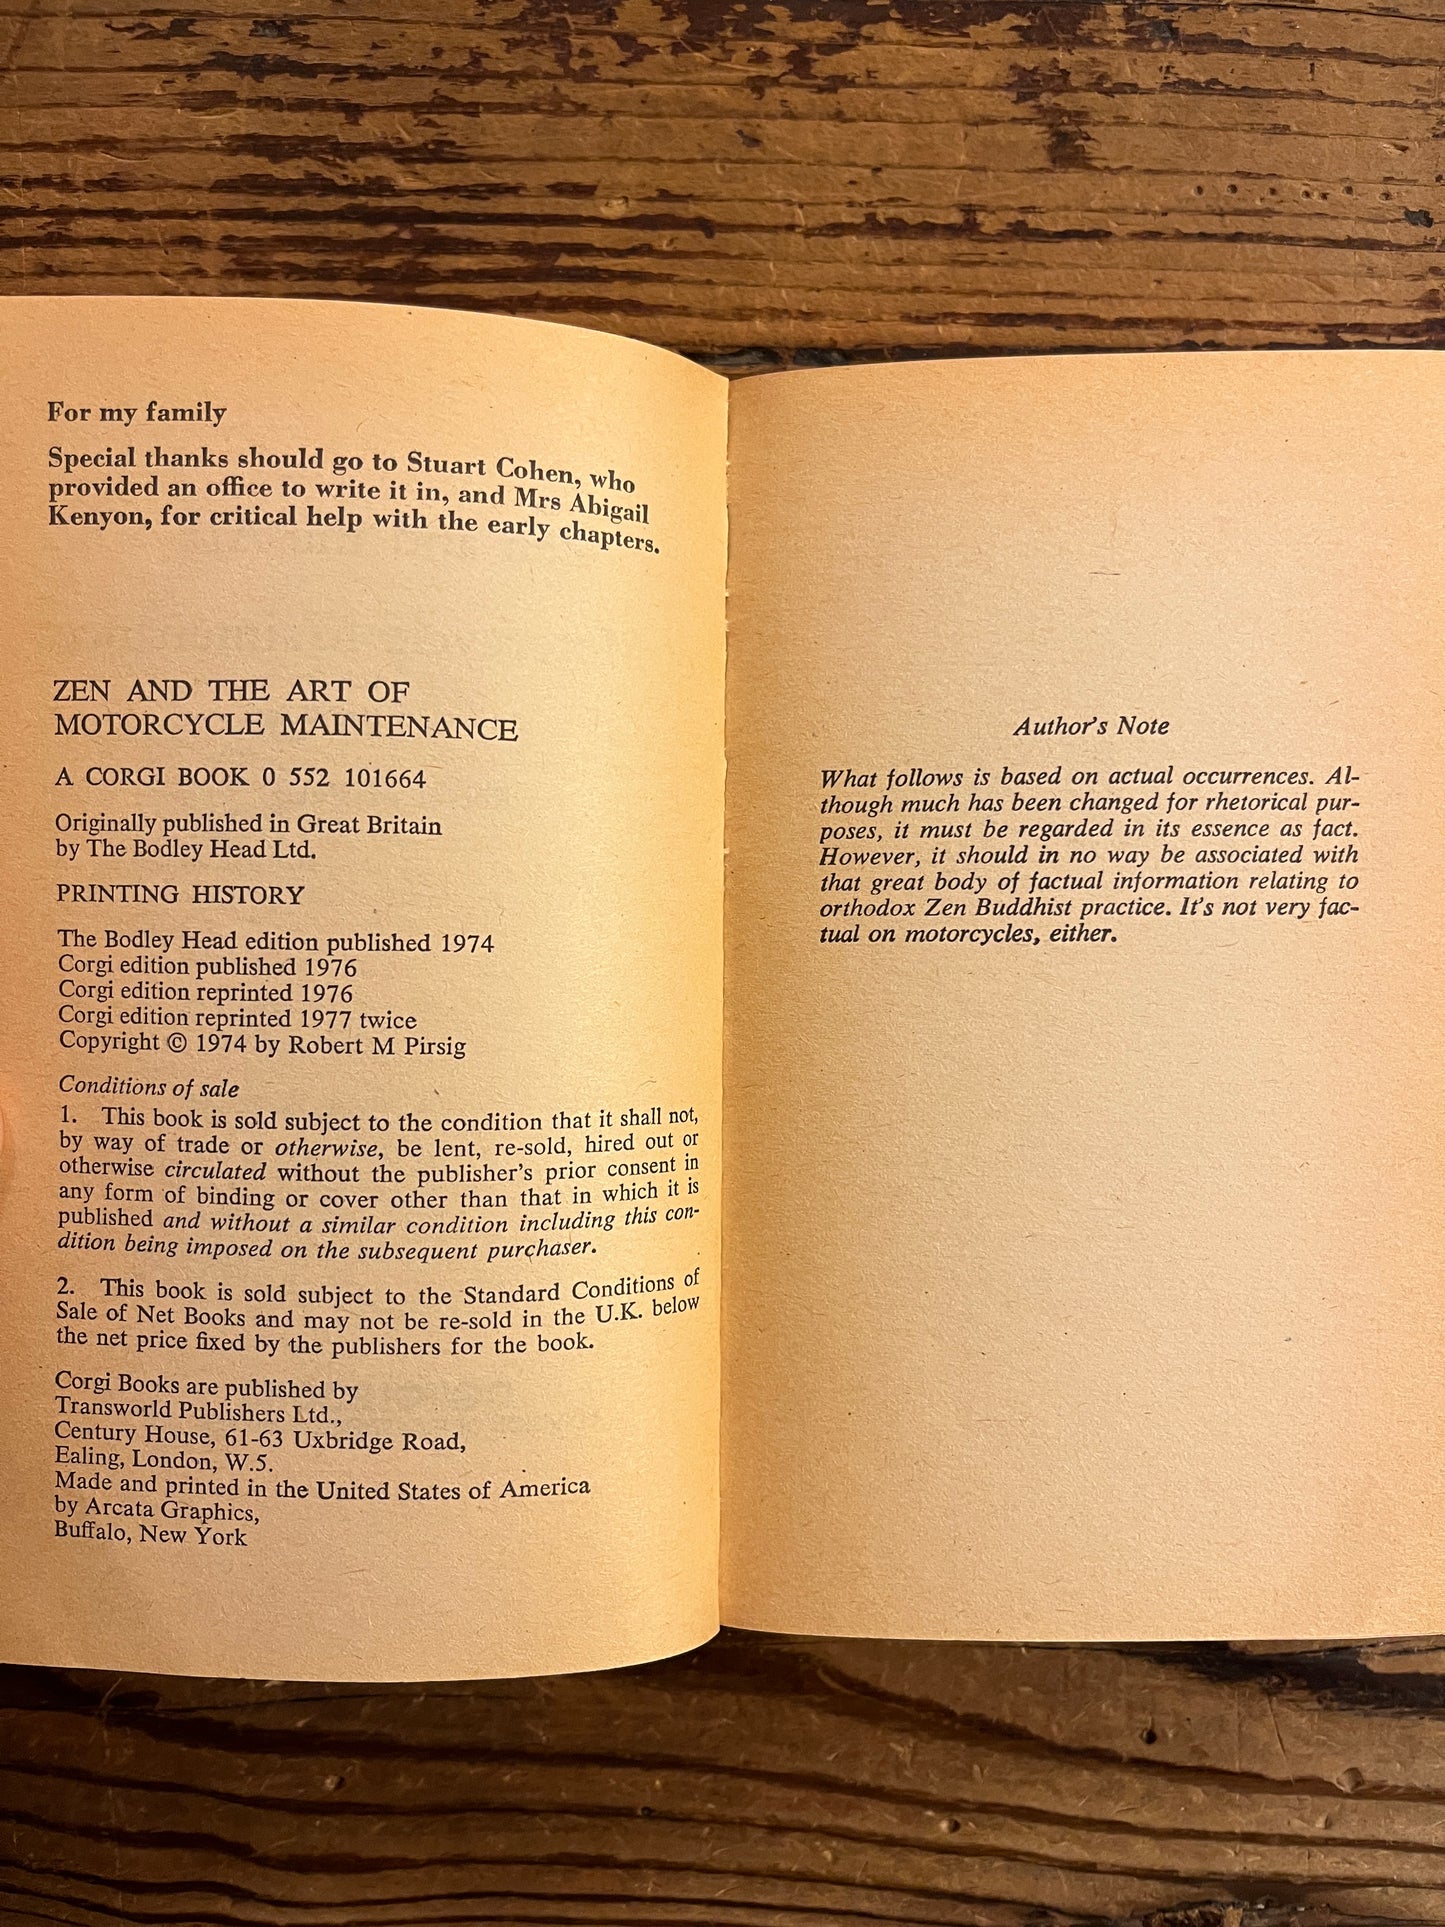 For my family
Special thanks should go to Stuart Cohen, who
provided an office to write it in, and Mrs Abigail
Kenyon, for critical help with the early chapters.
ZEN AND THE ART OF
MOTORCYCLE MAINTENANCE
A CORGI BOOK 0 552 101664
Originally published in Great Britain
by The Bodley Head Ltd.
PRINTING HISTORY
The Bodley Head edition published 1974
Corgi edition published 1976
Corgi edition reprinted 1976
Corgi edition reprinted 1977 twice
Copyright © 1974 by Robert M Pirsig
Conditions of sale
1. This book is sold subject to the condition that it shall not,
by way of trade or otherwise, be lent, re-sold, hired out or
otherwise circulated without the publisher's prior consent in
any form of binding or cover other than that in which it is
published and without a similar condition including this con-
dition being imposed on the subsequent purchaser.
2. This book is sold subject to the Standard Conditions of
Sale of Net Books and may not be re-sold in the U.K. below
the net price fixed by the publishers for the book.
Corgi Books are published by
Transworld Publishers Ltd.,
Century House, 61-63 Uxbridge Road,
Ealing, London, W.5.
Made and printed in the United States of America
by Arcata Graphics,
Buffalo, New York
Author's Note
What follows is based on actual occurrences. Al-
though much has been changed for rhetorical pur-
poses, it must be regarded in its essence as fact.
However, it should in no way be associated with
that great body of factual information relating to
orthodox Zen Buddhist practice. It's not very fac-
tual on motorcycles, either.